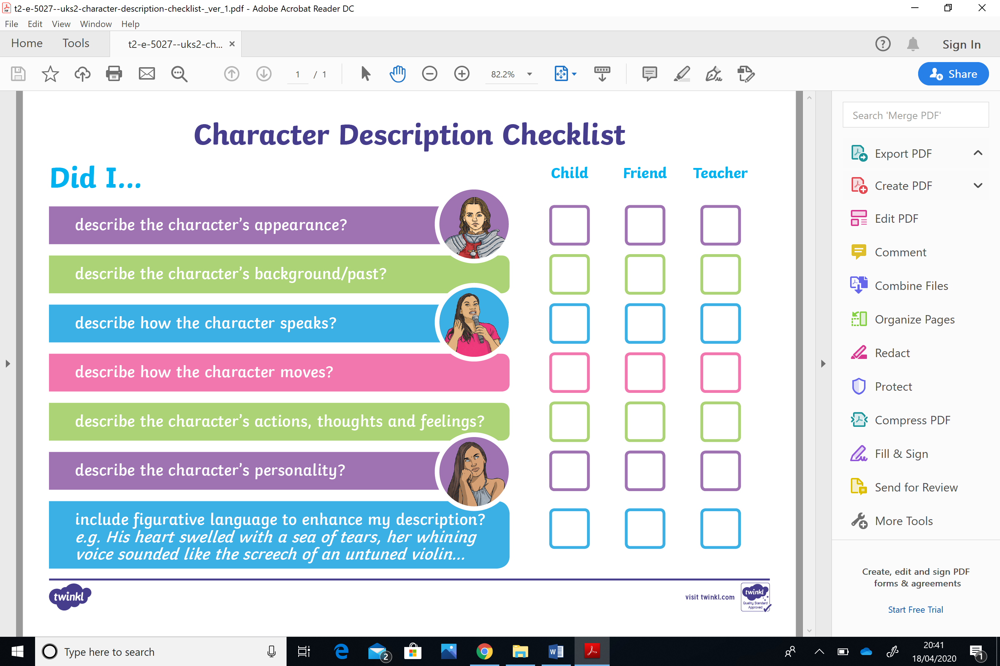 t2-e-5027--uks2-character-description-checklist-_ver_1.pdf - Adobe Acrobat Reader DC
File Edit View Window Help
Home Tools t2-e-5027--uks2-ch... × ? Sign In
1 / 1 82.2% Share
Character Description Checklist
Did I...
Child Friend Teacher
describe the character's appearance?
describe the character's background/past?
describe how the character speaks?
describe how the character moves?
describe the character's actions, thoughts and feelings?
describe the character's personality?
include figurative language to enhance my description?
e.g. His heart swelled with a sea of tears, her whining
voice sounded like the screech of an untuned violin...
twinkl
visit twinkl.com
twinkl
Quality Standard
Approved
Search 'Merge PDF'
Export PDF
Create PDF
Edit PDF
Comment
Combine Files
Organize Pages
Redact
Protect
Compress PDF
Fill & Sign
Send for Review
More Tools
Create, edit and sign PDF
forms & agreements
Start Free Trial
Type here to search
2
W
20:41
18/04/2020
1